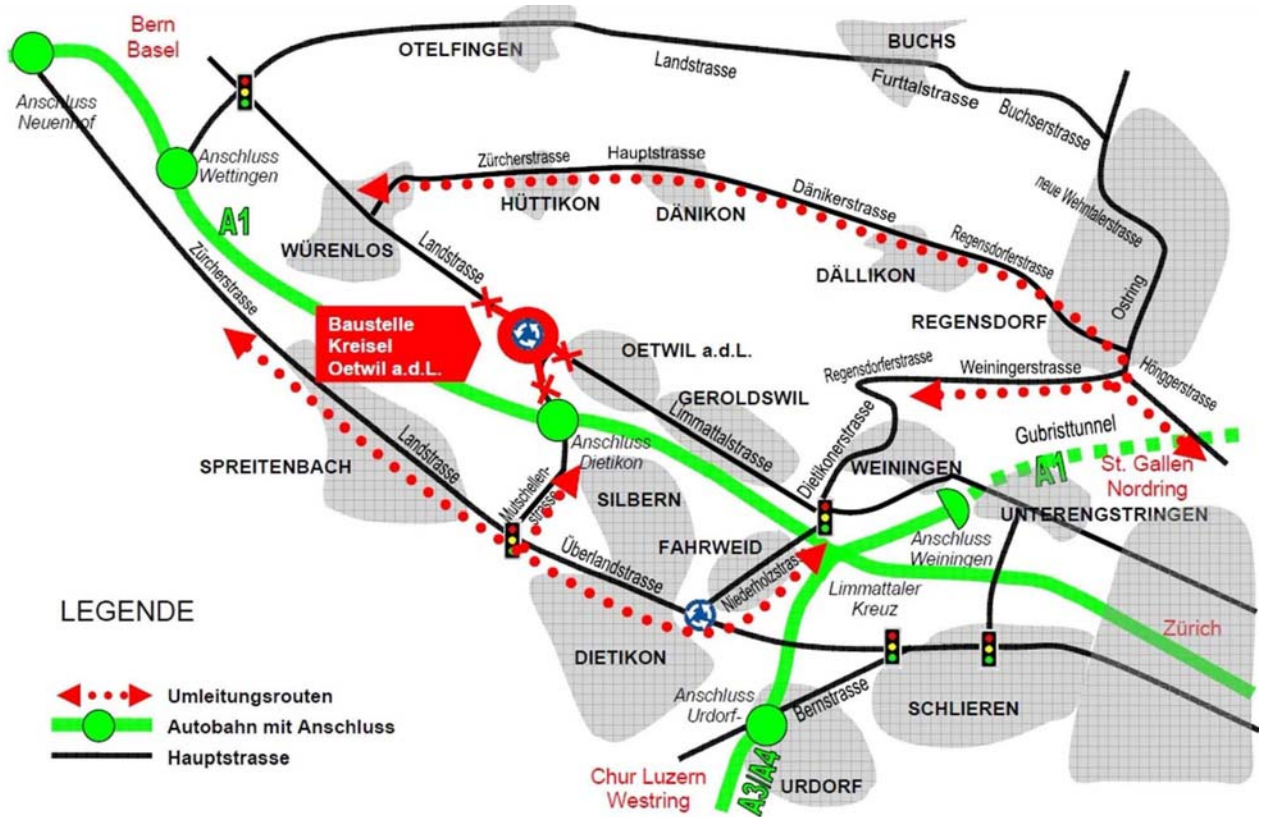 Bern
Basel
OTELFINGEN
BUCHS
Landstrasse
Furttalstrasse
Buchserstrasse
Anschluss
Neuenhof
Anschluss
Wettingen
A1
Zürcherstrasse
Hauptstrasse
HÜTTIKON
DÄNIKON
Dänikerstrasse
neue Wehntalerstrasse
WÜRENLOS
Landstrasse
Regensdorferstrasse
DÄLLIKON
Ostring
Zürcherstrasse
REGENSDORF
Baustelle
Kreisel
Oetwil a.d.L.
OETWIL a.d.L.
Regensdorferstrasse
Weiningerstrasse
Hönggerstrasse
GEROLDSWIL
Limmattalstrasse
Dietikonerstrasse
Gubristtunnel
Anschluss
Dietikon
Landstrasse
SPREITENBACH
WEININGEN
A1
St. Gallen
Nordring
Mutschellen-
strasse
SILBERN
UNTERENGSTRINGEN
Anschluss
Weiningen
FAHRWEID
Überlandstrasse
Niederholzstrasse
Limmattaler
Kreuz
LEGENDE
DIETIKON
Zürich
Umleitungsrouten
Autobahn mit Anschluss
Hauptstrasse
Anschluss
Urdorf-
Bernstrasse
SCHLIEREN
Chur Luzern
Westring
A3/A4
URDORF